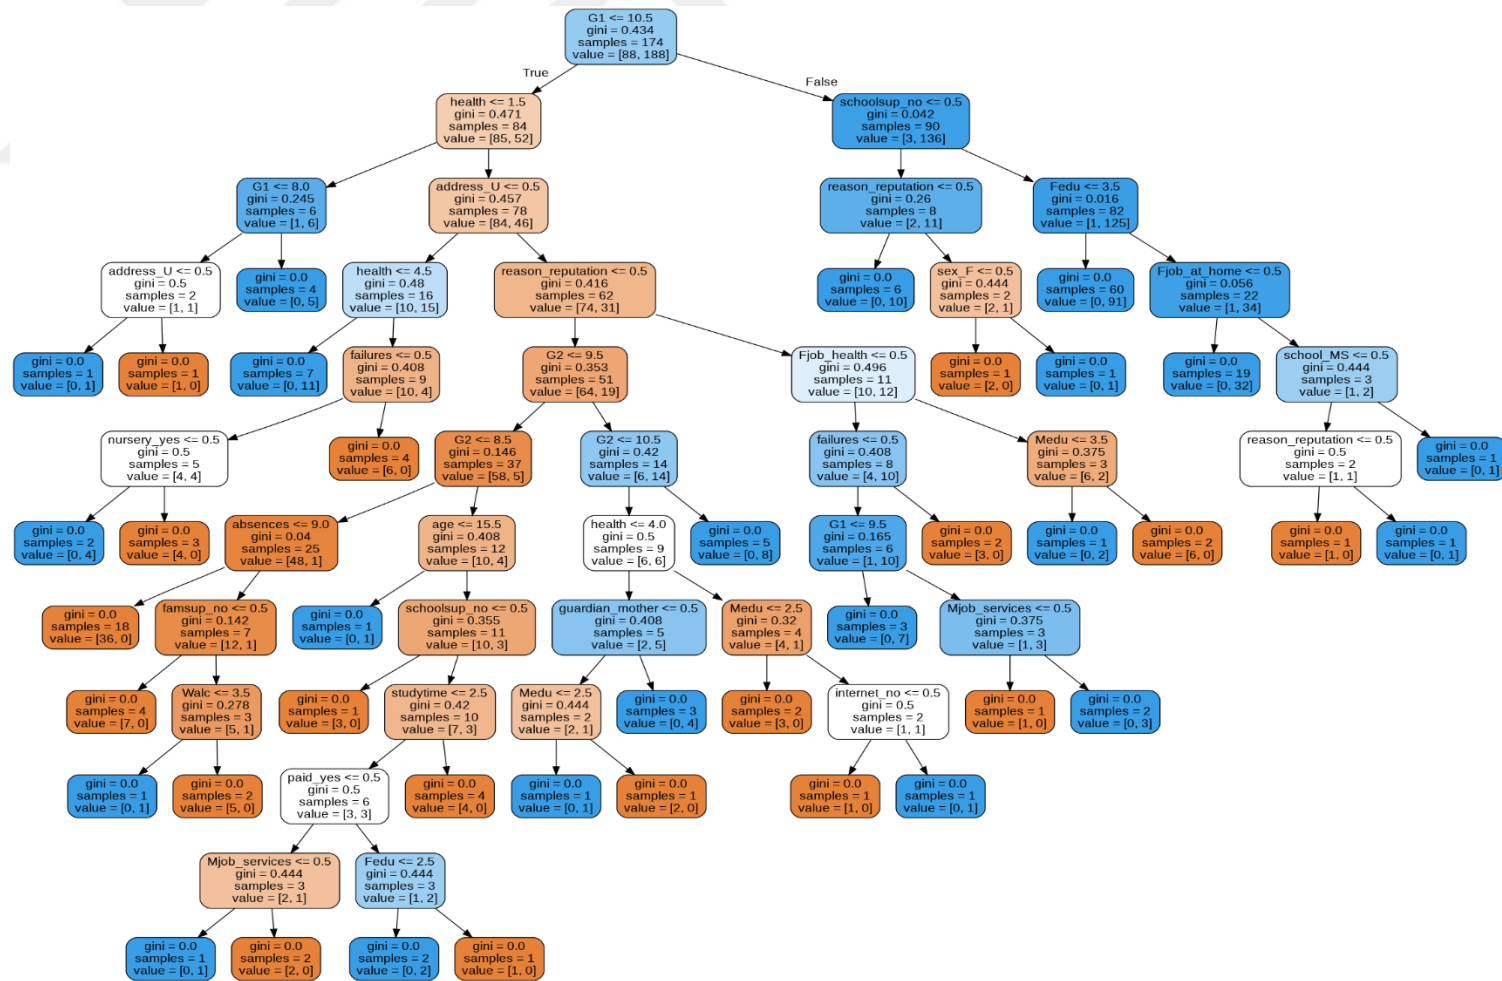 G1 <= 10.5
gini = 0.434
samples = 174
value = [88, 188]
True
False
health <= 1.5
gini = 0.471
samples = 84
value = [85, 52]
schoolsup_no <= 0.5
gini = 0.042
samples = 90
value = [3, 136]
G1 <= 8.0
gini = 0.245
samples = 6
value = [1, 6]
address_U <= 0.5
gini = 0.457
samples = 78
value = [84, 46]
reason_reputation <= 0.5
gini = 0.26
samples = 8
value = [2, 11]
Fedu <= 3.5
gini = 0.016
samples = 82
value = [1, 125]
address_U <= 0.5
gini = 0.5
samples = 2
value = [1, 1]
gini = 0.0
samples = 4
value = [0, 5]
health <= 4.5
gini = 0.48
samples = 16
value = [10, 15]
reason_reputation <= 0.5
gini = 0.416
samples = 62
value = [74, 31]
gini = 0.0
samples = 6
value = [0, 10]
sex_F <= 0.5
gini = 0.444
samples = 2
value = [2, 1]
gini = 0.0
samples = 60
value = [0, 91]
Fjob_at_home <= 0.5
gini = 0.056
samples = 22
value = [1, 34]
gini = 0.0
samples = 1
value = [0, 1]
gini = 0.0
samples = 1
value = [1, 0]
gini = 0.0
samples = 7
value = [0, 11]
failures <= 0.5
gini = 0.408
samples = 9
value = [10, 4]
G2 <= 9.5
gini = 0.353
samples = 51
value = [64, 19]
Fjob_health <= 0.5
gini = 0.496
samples = 11
value = [10, 12]
gini = 0.0
samples = 1
value = [2, 0]
gini = 0.0
samples = 1
value = [0, 1]
gini = 0.0
samples = 19
value = [0, 32]
school_MS <= 0.5
gini = 0.444
samples = 3
value = [1, 2]
nursery_yes <= 0.5
gini = 0.5
samples = 5
value = [4, 4]
gini = 0.0
samples = 4
value = [6, 0]
G2 <= 8.5
gini = 0.146
samples = 37
value = [58, 5]
G2 <= 10.5
gini = 0.42
samples = 14
value = [6, 14]
failures <= 0.5
gini = 0.408
samples = 8
value = [4, 10]
Medu <= 3.5
gini = 0.375
samples = 3
value = [6, 2]
reason_reputation <= 0.5
gini = 0.5
samples = 2
value = [1, 1]
gini = 0.0
samples = 1
value = [0, 1]
gini = 0.0
samples = 2
value = [0, 4]
gini = 0.0
samples = 3
value = [4, 0]
absences <= 9.0
gini = 0.04
samples = 25
value = [48, 1]
age <= 15.5
gini = 0.408
samples = 12
value = [10, 4]
health <= 4.0
gini = 0.5
samples = 9
value = [6, 6]
gini = 0.0
samples = 5
value = [0, 8]
G1 <= 9.5
gini = 0.165
samples = 6
value = [1, 10]
gini = 0.0
samples = 2
value = [3, 0]
gini = 0.0
samples = 1
value = [0, 2]
gini = 0.0
samples = 2
value = [6, 0]
gini = 0.0
samples = 1
value = [1, 0]
gini = 0.0
samples = 1
value = [0, 1]
gini = 0.0
samples = 18
value = [36, 0]
famsup_no <= 0.5
gini = 0.142
samples = 7
value = [12, 1]
gini = 0.0
samples = 1
value = [0, 1]
schoolsup_no <= 0.5
gini = 0.355
samples = 11
value = [10, 3]
guardian_mother <= 0.5
gini = 0.408
samples = 5
value = [2, 5]
Medu <= 2.5
gini = 0.32
samples = 4
value = [4, 1]
gini = 0.0
samples = 3
value = [0, 7]
Mjob_services <= 0.5
gini = 0.375
samples = 3
value = [1, 3]
gini = 0.0
samples = 4
value = [7, 0]
Walc <= 3.5
gini = 0.278
samples = 3
value = [5, 1]
gini = 0.0
samples = 1
value = [3, 0]
studytime <= 2.5
gini = 0.42
samples = 10
value = [7, 3]
Medu <= 2.5
gini = 0.444
samples = 2
value = [2, 1]
gini = 0.0
samples = 3
value = [0, 4]
gini = 0.0
samples = 2
value = [3, 0]
internet_no <= 0.5
gini = 0.5
samples = 2
value = [1, 1]
gini = 0.0
samples = 1
value = [1, 0]
gini = 0.0
samples = 2
value = [0, 3]
gini = 0.0
samples = 1
value = [0, 1]
gini = 0.0
samples = 2
value = [5, 0]
paid_yes <= 0.5
gini = 0.5
samples = 6
value = [3, 3]
gini = 0.0
samples = 4
value = [4, 0]
gini = 0.0
samples = 1
value = [0, 1]
gini = 0.0
samples = 1
value = [2, 0]
gini = 0.0
samples = 1
value = [1, 0]
gini = 0.0
samples = 1
value = [0, 1]
Mjob_services <= 0.5
gini = 0.444
samples = 3
value = [2, 1]
Fedu <= 2.5
gini = 0.444
samples = 3
value = [1, 2]
gini = 0.0
samples = 1
value = [0, 1]
gini = 0.0
samples = 2
value = [2, 0]
gini = 0.0
samples = 2
value = [0, 2]
gini = 0.0
samples = 1
value = [1, 0]